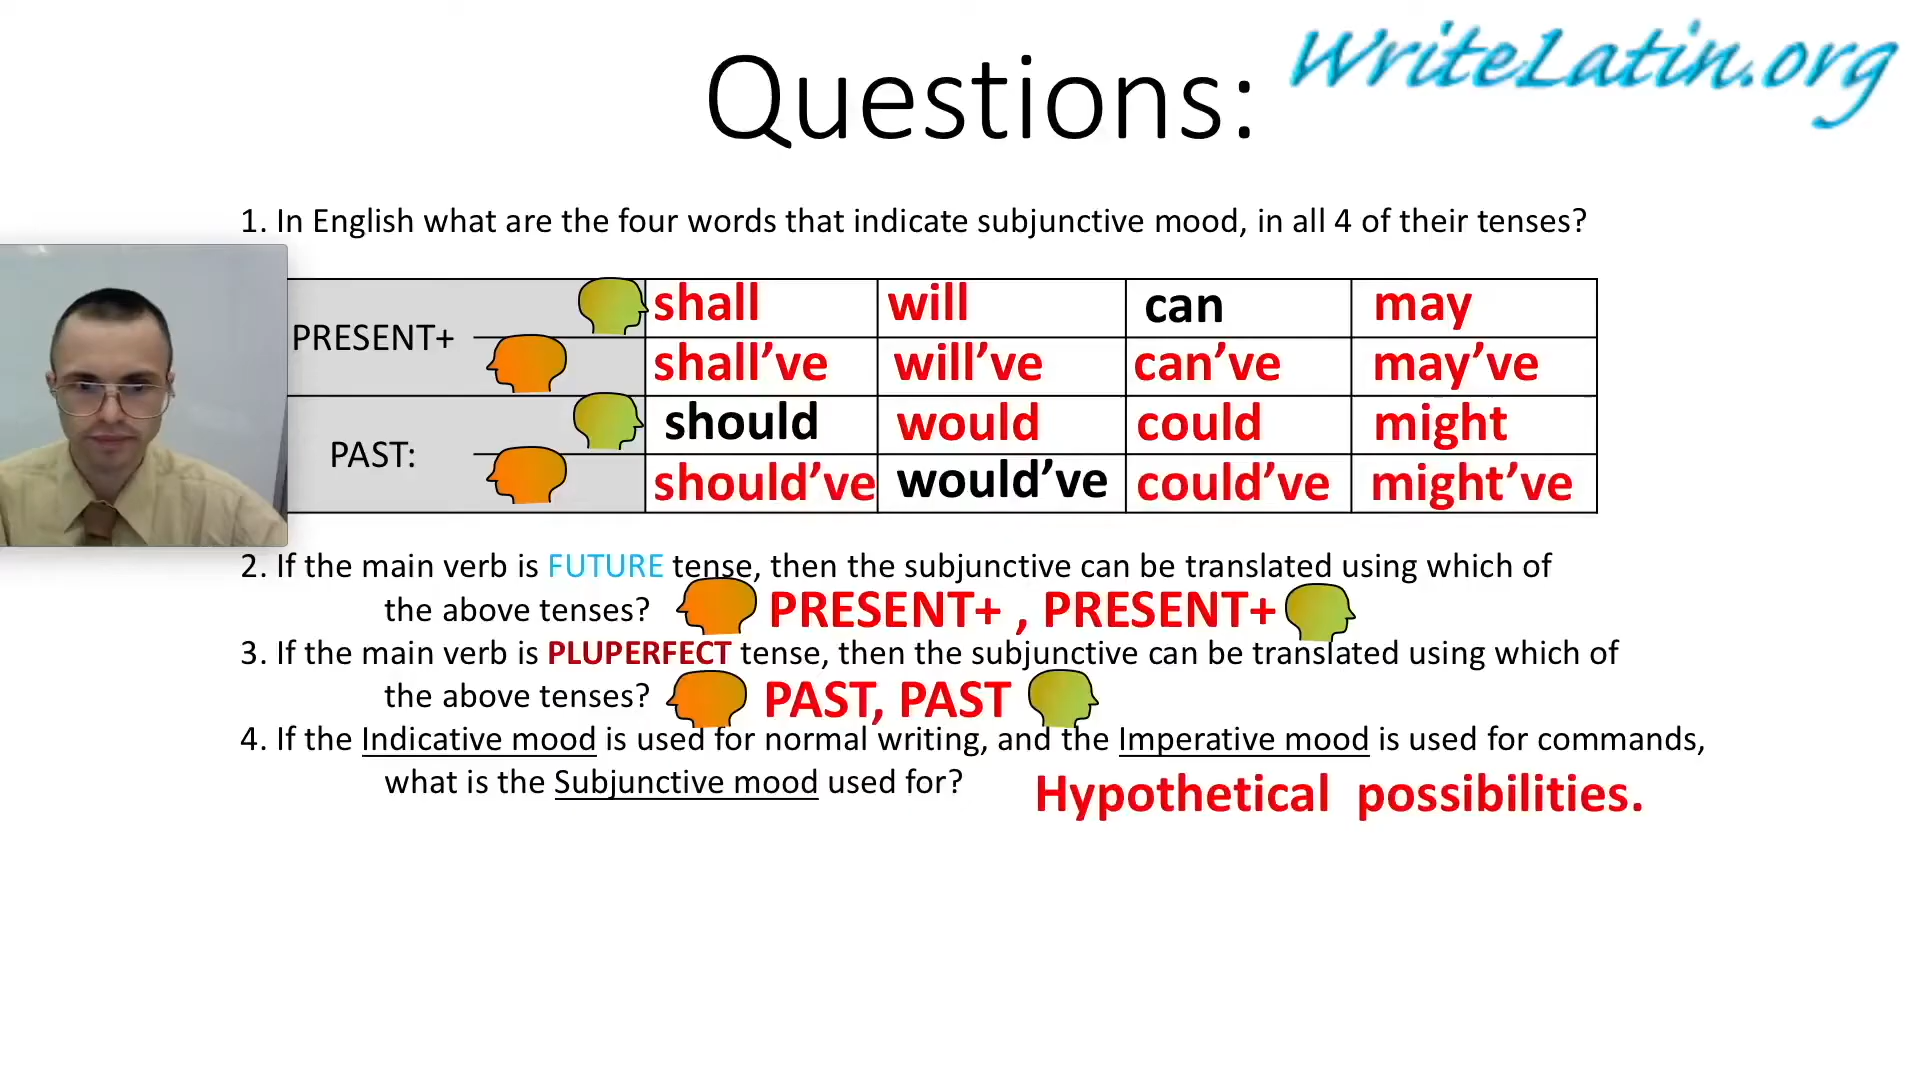 Questions:
WriteLatin.org
1. In English what are the four words that indicate subjunctive mood, in all 4 of their tenses?
PRESENT+
shall will can may
shall’ve will’ve can’ve may’ve
PAST:
should would could might
should’ve would’ve could’ve might’ve
2. If the main verb is FUTURE tense, then the subjunctive can be translated using which of
the above tenses? PRESENT+ , PRESENT+
3. If the main verb is PLUPERFECT tense, then the subjunctive can be translated using which of
the above tenses? PAST, PAST
4. If the Indicative mood is used for normal writing, and the Imperative mood is used for commands,
what is the Subjunctive mood used for? Hypothetical possibilities.